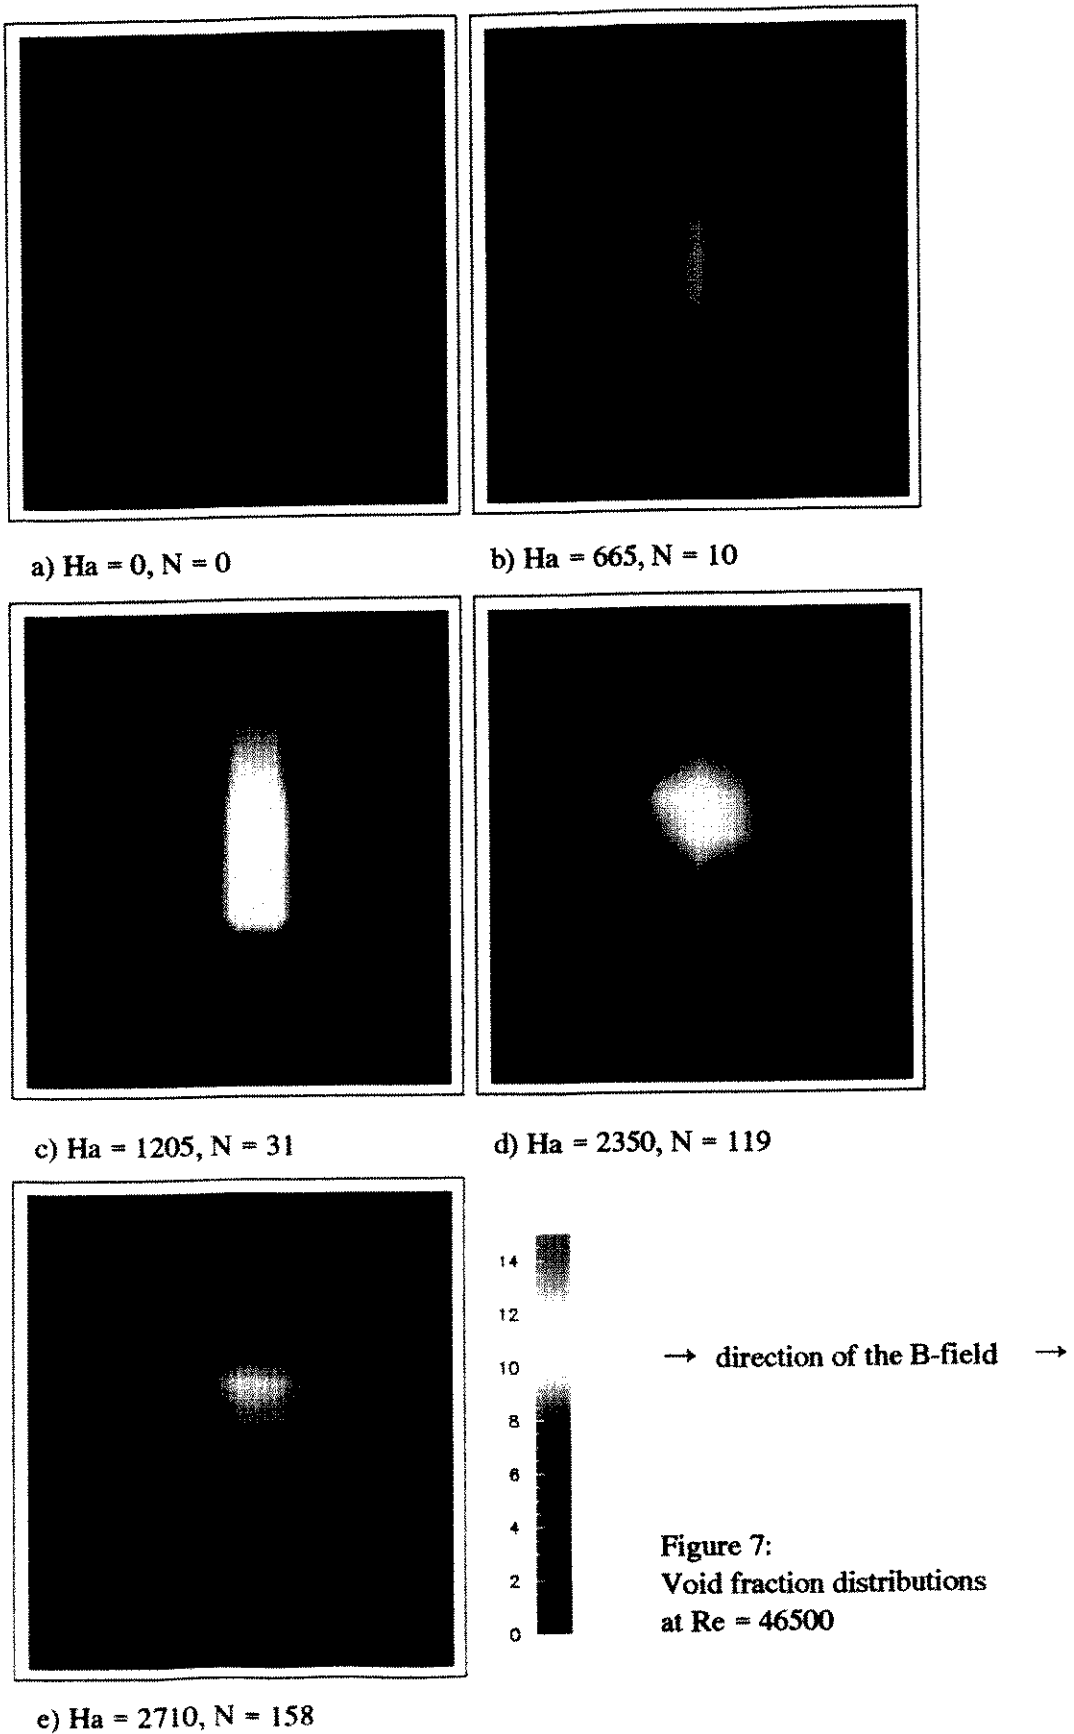 a) Ha = 0, N = 0
b) Ha = 665, N = 10
c) Ha = 1205, N = 31
d) Ha = 2350, N = 119
14
12
10
8
6
4
2
0
→ direction of the B-field →
Figure 7:
Void fraction distributions
at Re = 46500
e) Ha = 2710, N = 158